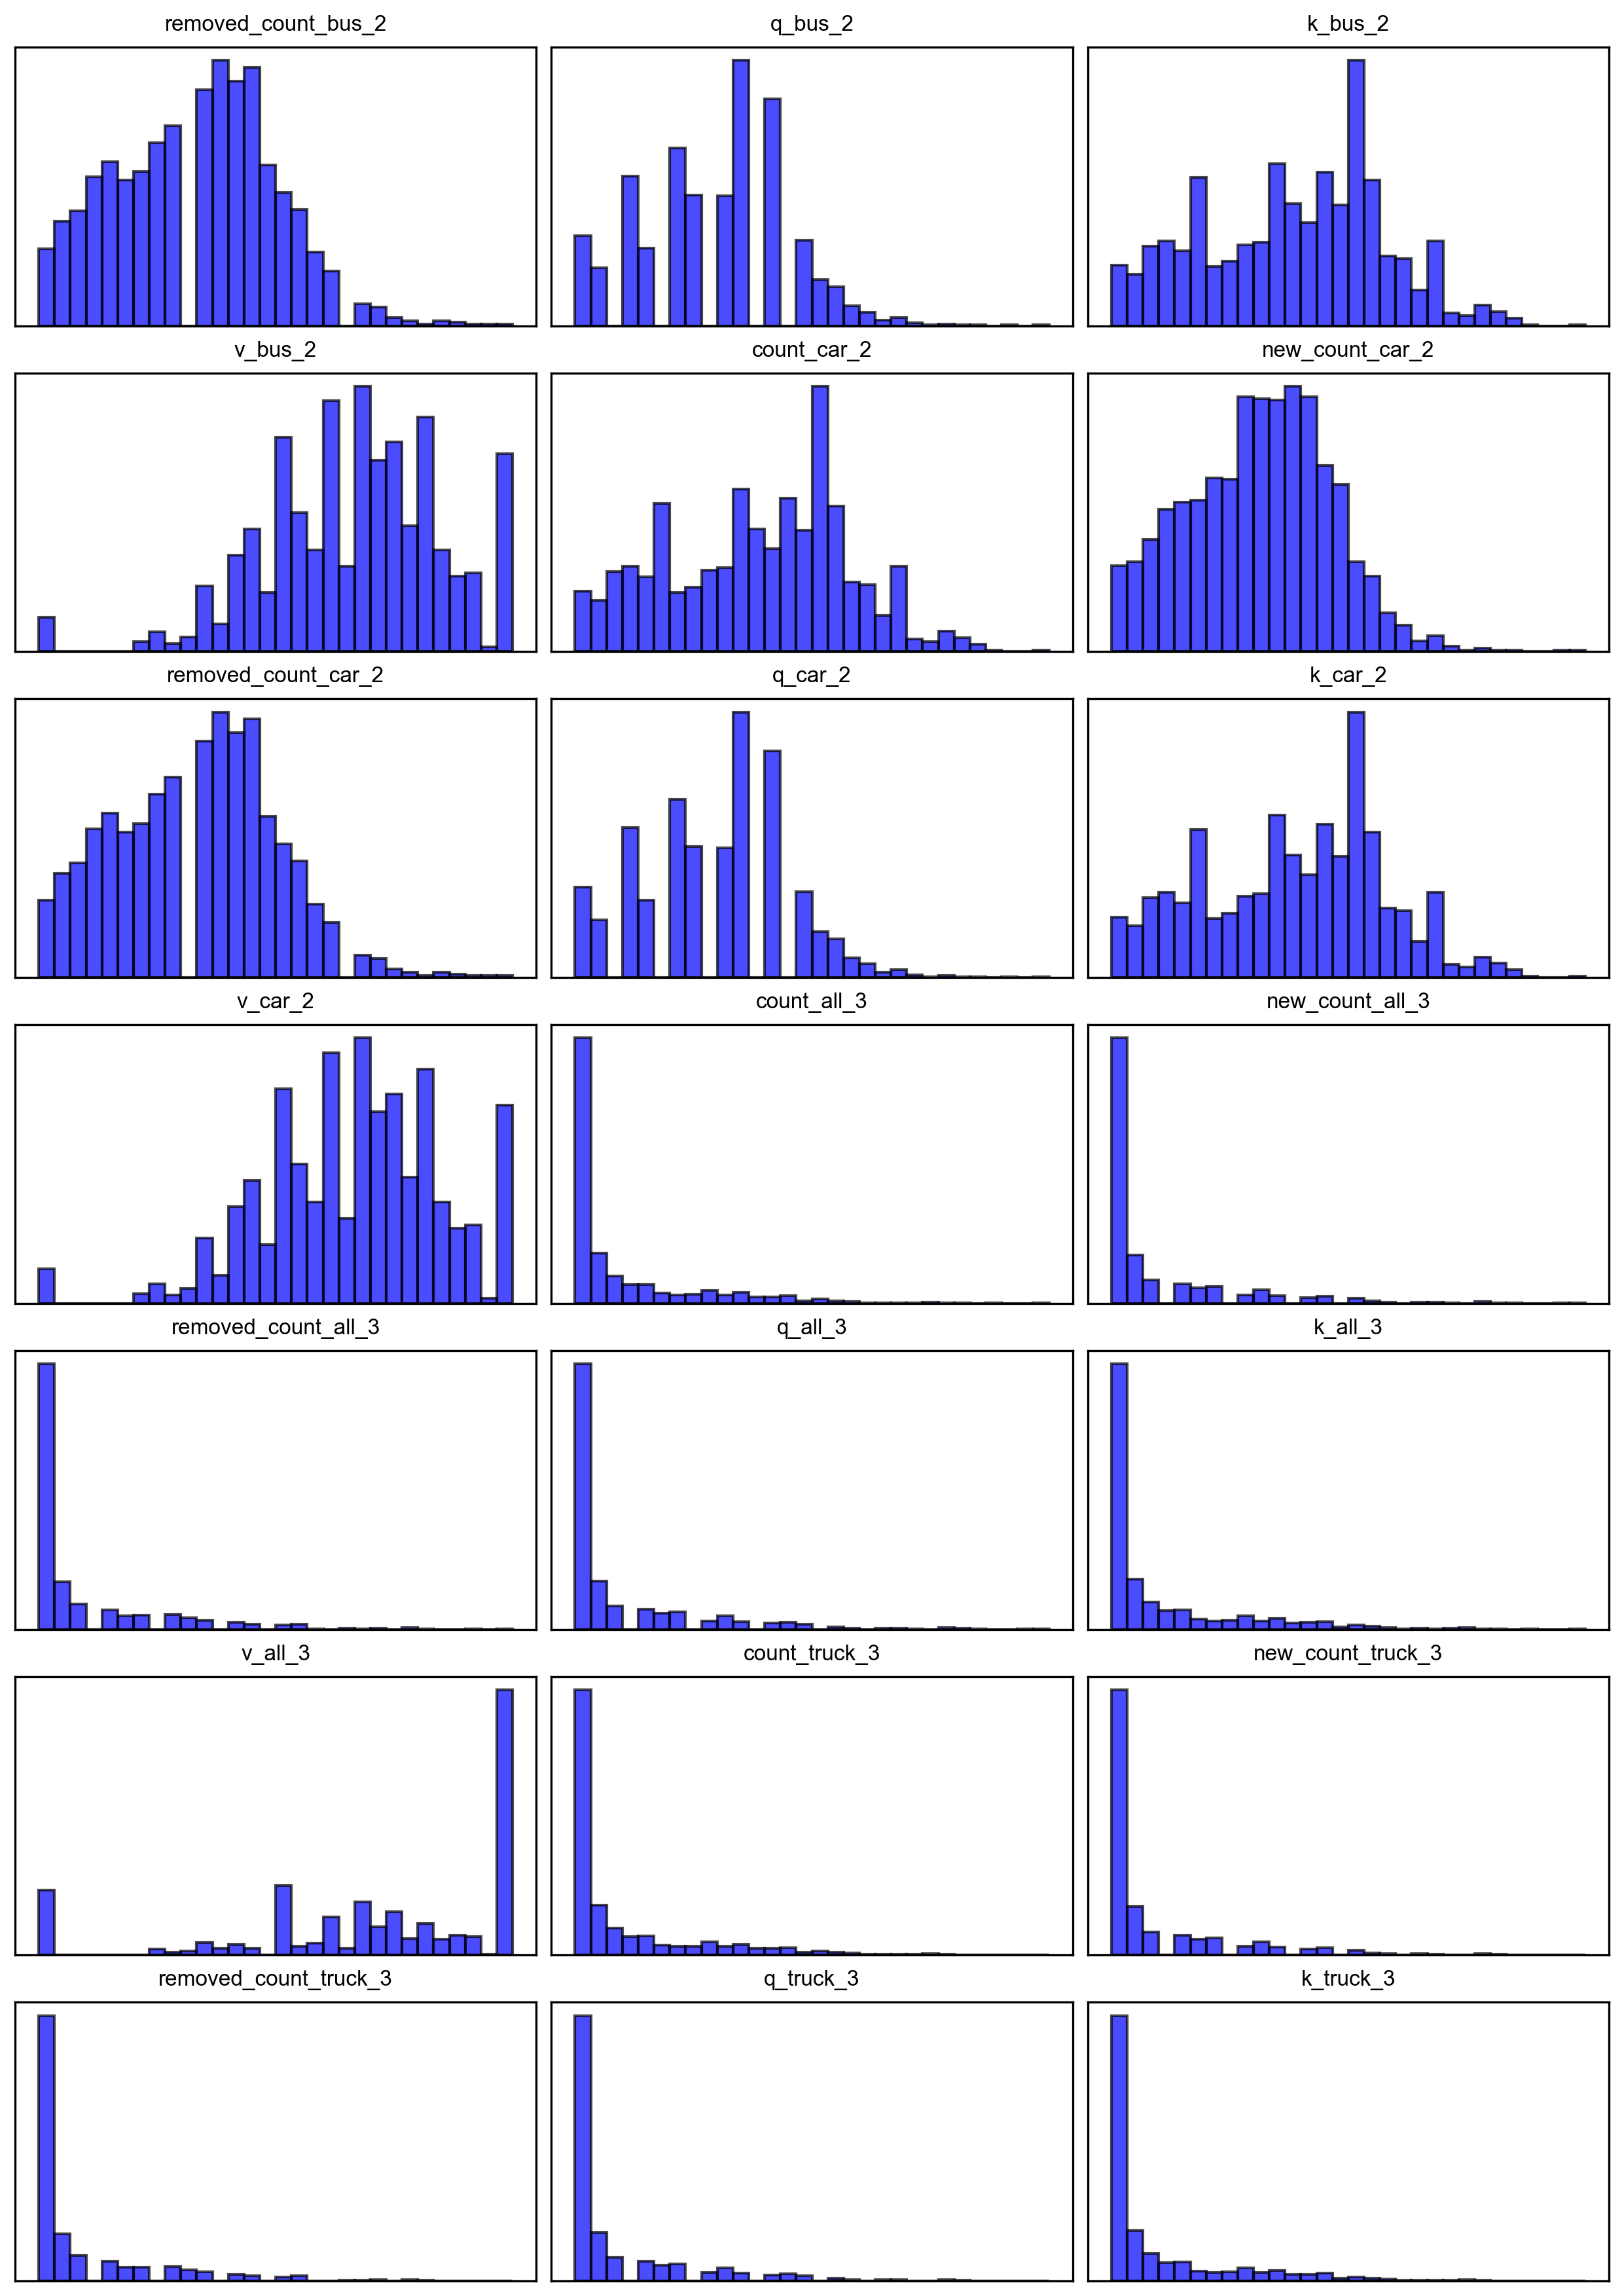 removed_count_bus_2
q_bus_2
k_bus_2
v_bus_2
count_car_2
new_count_car_2
removed_count_car_2
q_car_2
k_car_2
v_car_2
count_all_3
new_count_all_3
removed_count_all_3
q_all_3
k_all_3
v_all_3
count_truck_3
new_count_truck_3
removed_count_truck_3
q_truck_3
k_truck_3